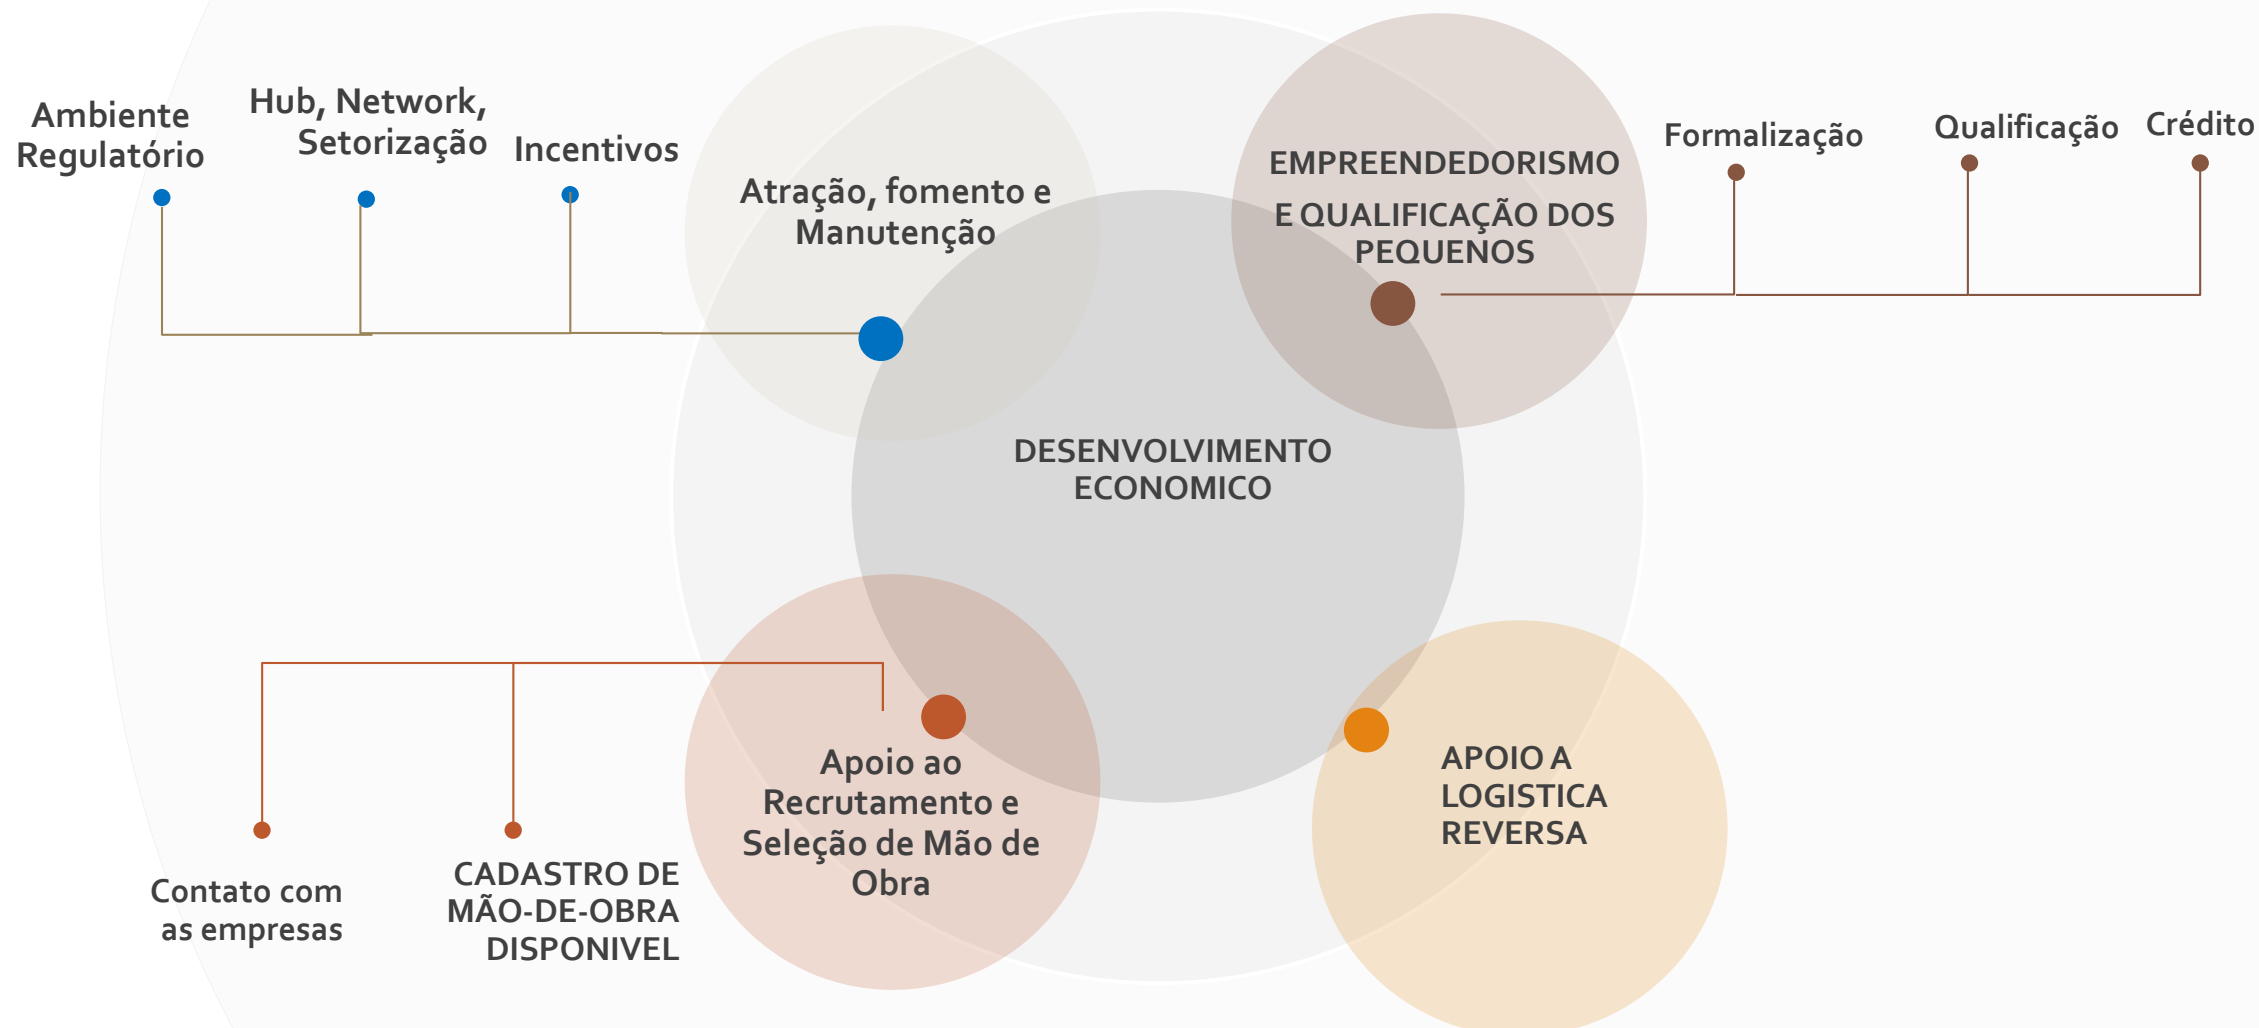 Ambiente
Regulatório
Hub, Network,
Setorização
Incentivos
Atração, fomento e
Manutenção
EMPREENDEDORISMO
E QUALIFICAÇÃO DOS
PEQUENOS
Formalização
Qualificação
Crédito
DESENVOLVIMENTO
ECONOMICO
Contato com
as empresas
CADASTRO DE
MÃO-DE-OBRA
DISPONIVEL
Apoio ao
Recrutamento e
Seleção de Mão de
Obra
APOIO A
LOGISTICA
REVERSA